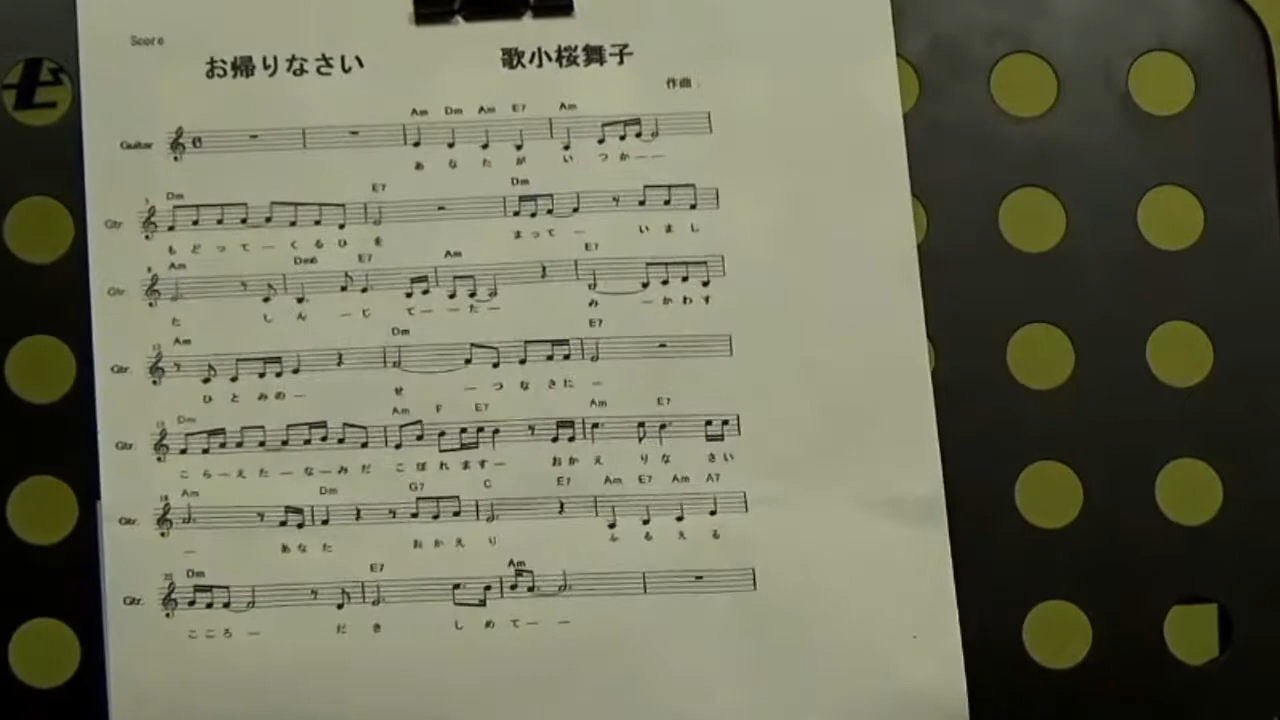 Score
お帰りなさい 歌小桜舞子
作曲
Am Dm Am E7 Am
Guitar
あ な た が い つ か ー ー
Dm E7 Dm
Gtr.
も ど っ て ー く る ひ を ま っ て ー い ま し
Am Dm6 E7 Am E7
Gtr.
た し ん ー じ て ー ー た ー み ー か わ す
Am Dm E7
Gtr.
ひ と み の ー せ ー つ な さ に ー
Dm Am F E7 Am E7
Gtr.
こ ら ー え た ー な ー み だ こ ぼ れ ま す ー お か え り な さ い
Am Dm G7 C E7 Am E7 Am A7
Gtr.
ー あ な た お か え り ふ る え る
Dm E7 Am
Gtr.
こ こ ろ ー だ き し め て ー ー